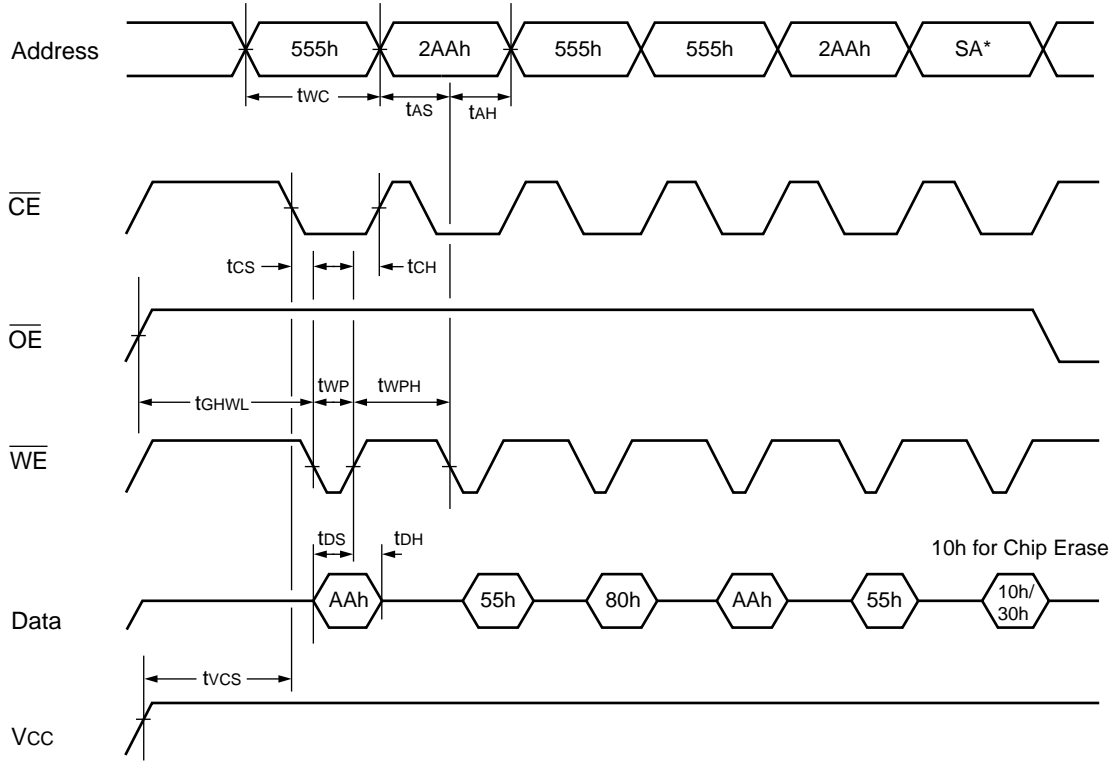 Address 555h 2AAh 555h 555h 2AAh SA*
tWC tAS tAH
CE
tCS tCH
OE
tGHWL tWP tWPH
WE
tDS tDH
10h for Chip Erase
Data AAh 55h 80h AAh 55h 10h/
30h
tVCS
VCC